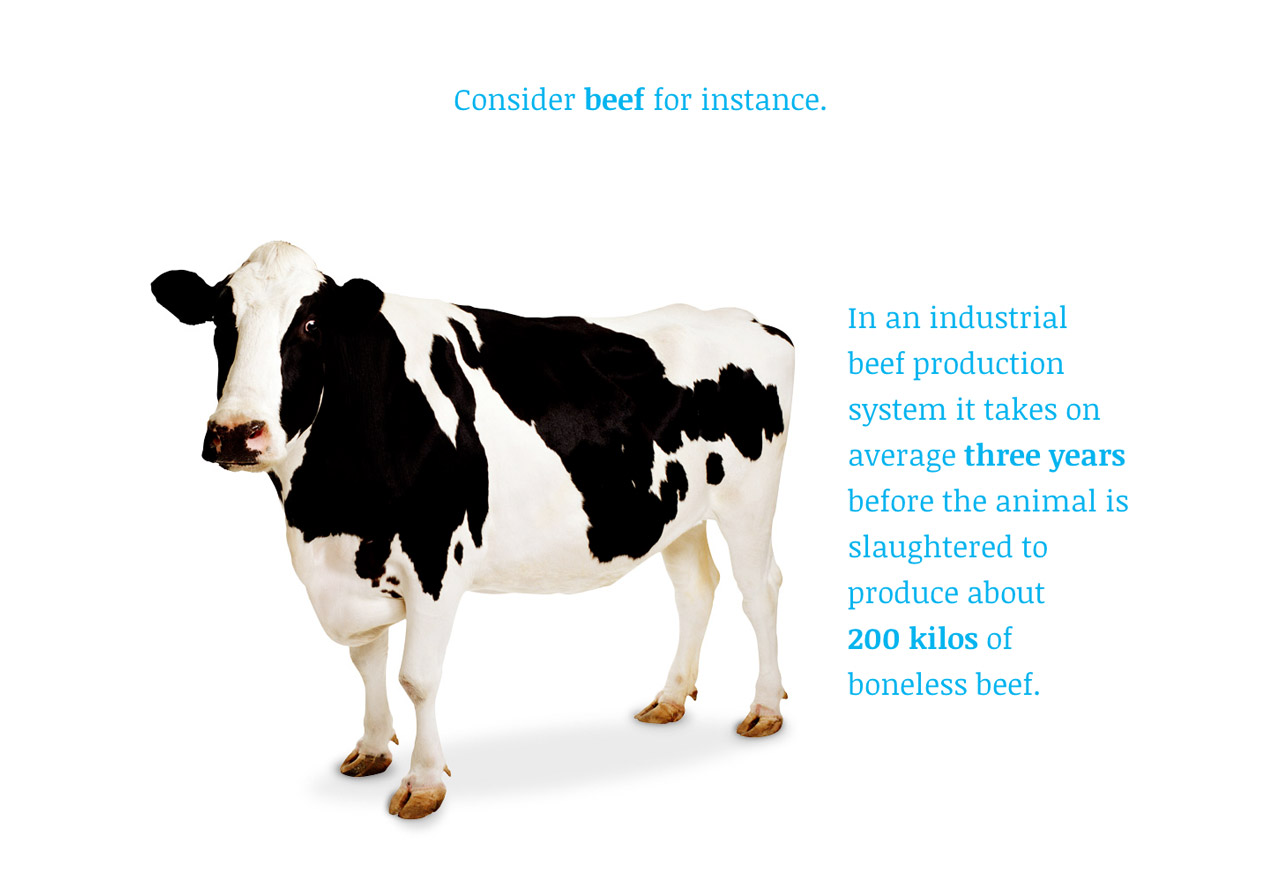 Consider beef for instance.
In an industrial
beef production
system it takes on
average three years
before the animal is
slaughtered to
produce about
200 kilos of
boneless beef.